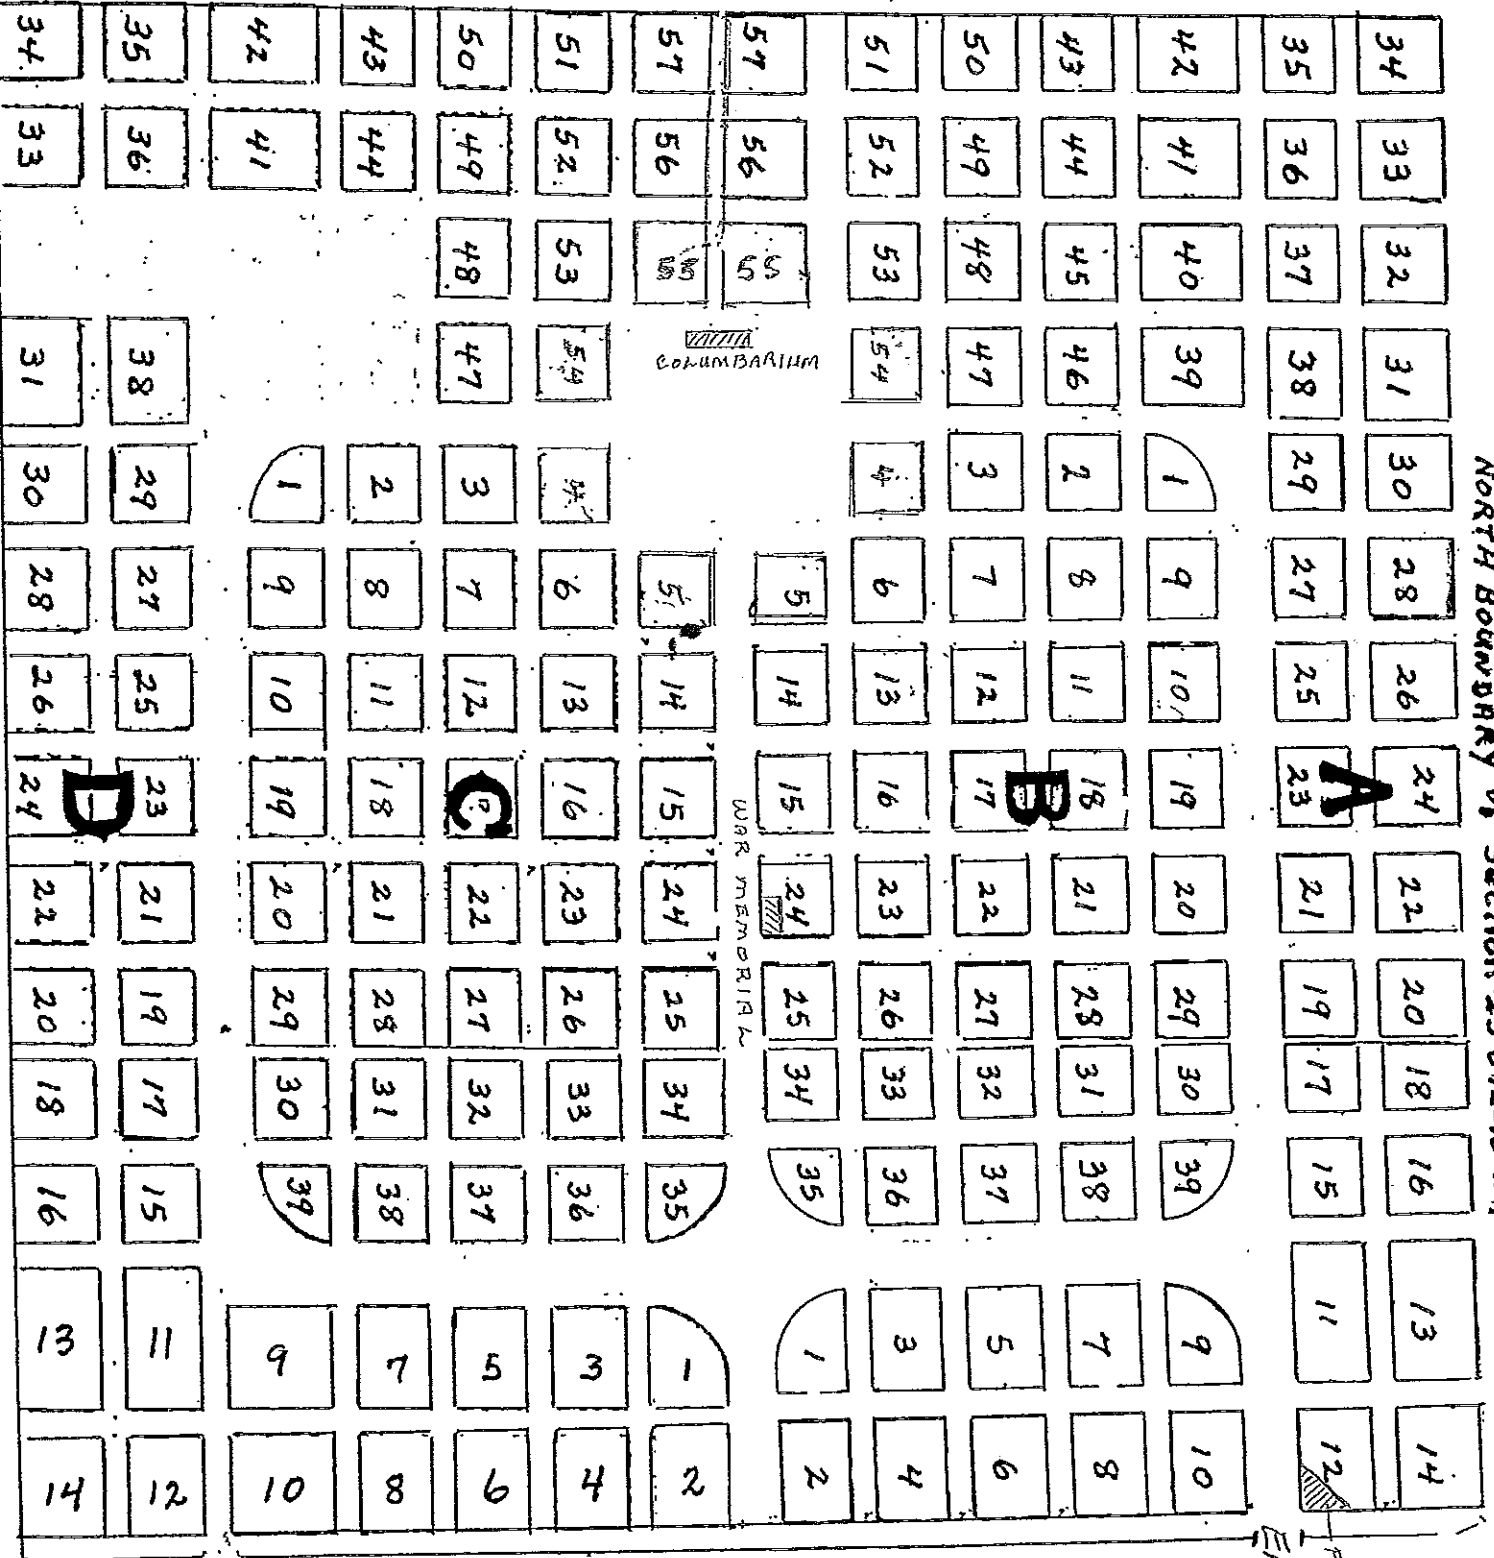 34 35 42 43 50 51 57 57 51 50 43 42 35 34
33 36 41 44 49 52 56 56 52 49 44 41 36 33
48 53 55 55 53 48 45 40 37 32
31 38 47 54 54 47 46 39 38 31
COLUMBARIUM
30 29 1 2 3 4 4 3 2 1 29 30
28 27 9 8 7 6 5 5 6 7 8 9 27 28
26 25 10 11 12 13 14 14 13 12 11 10 25 26
24 D 23 19 18 C 16 15 15 16 17 B 18 19 23 A 24
22 21 20 21 22 23 24 24 23 22 21 20 21 22
20 19 29 28 27 26 25 25 26 27 28 29 19 20
18 17 30 31 32 33 34 34 33 32 31 30 17 18
16 15 39 38 37 36 35 35 36 37 38 39 15 16
13 11 9 7 5 3 1 1 3 5 7 9 11 13
14 12 10 8 6 4 2 2 4 6 8 10 12 14
WAR MEMORIAL
NORTH BOUNDARY of SECTION